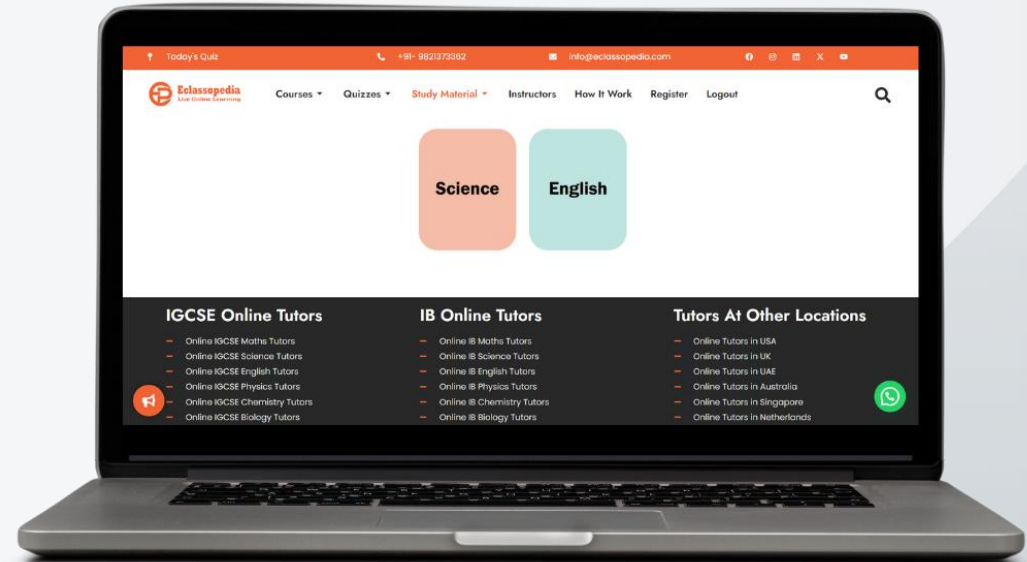 Today's Quiz +91- 9821373362 info@eclassopedia.com
Eclassopedia
Live Online Learning
Courses Quizzes Study Material Instructors How It Work Register Logout
Science English
IGCSE Online Tutors
Online IGCSE Maths Tutors
Online IGCSE Science Tutors
Online IGCSE English Tutors
Online IGCSE Physics Tutors
Online IGCSE Chemistry Tutors
Online IGCSE Biology Tutors
IB Online Tutors
Online IB Maths Tutors
Online IB Science Tutors
Online IB English Tutors
Online IB Physics Tutors
Online IB Chemistry Tutors
Online IB Biology Tutors
Tutors At Other Locations
Online Tutors in USA
Online Tutors in UK
Online Tutors in UAE
Online Tutors in Australia
Online Tutors in Singapore
Online Tutors in Netherlands